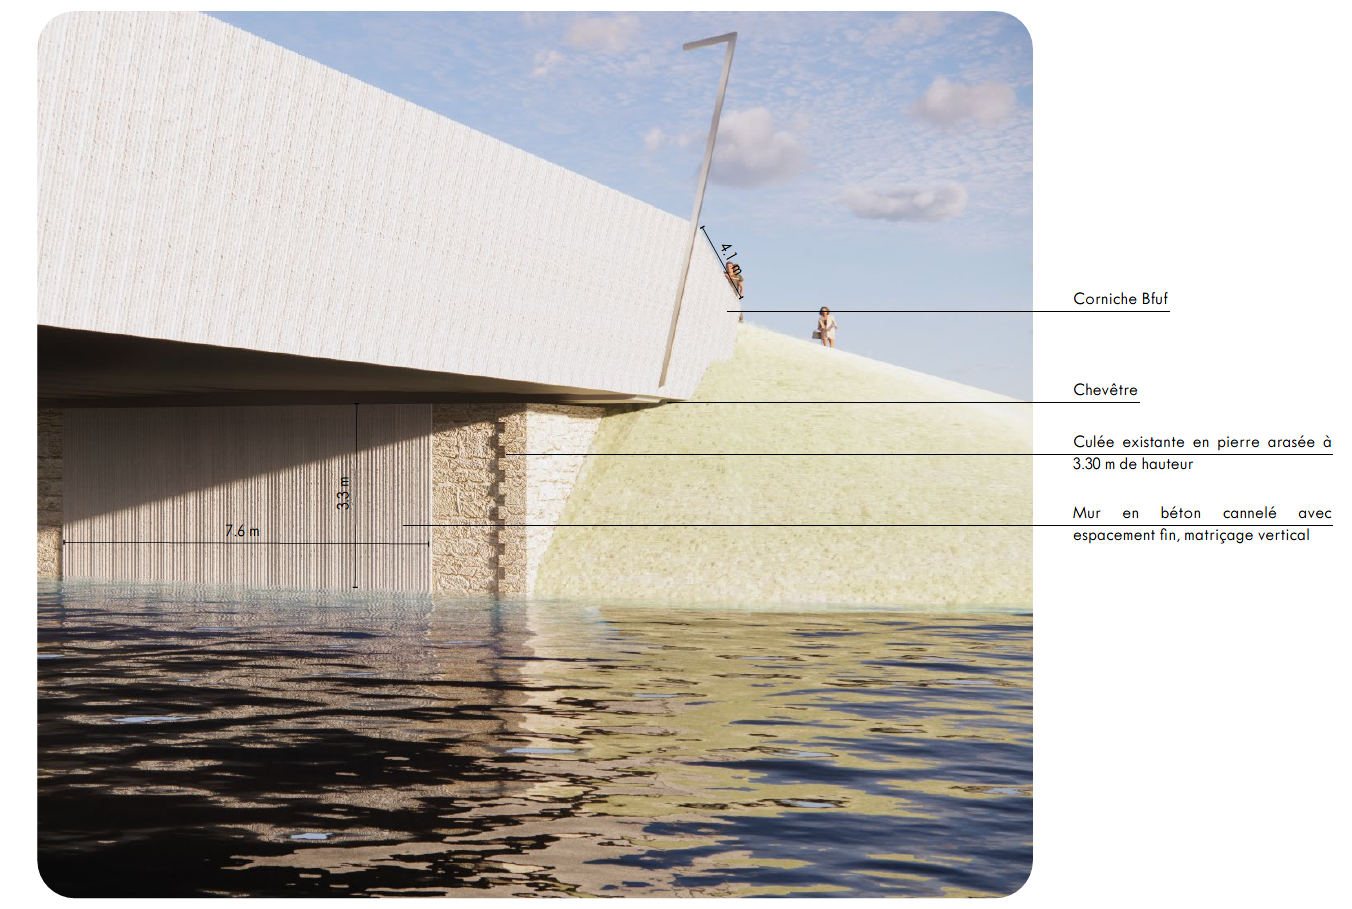 4.1 m
Corniche Bfuf
Chevêtre
Culée existante en pierre arasée à
3.30 m de hauteur
3.3 m
7.6 m
Mur en béton cannelé avec
espacement fin, matriçage vertical